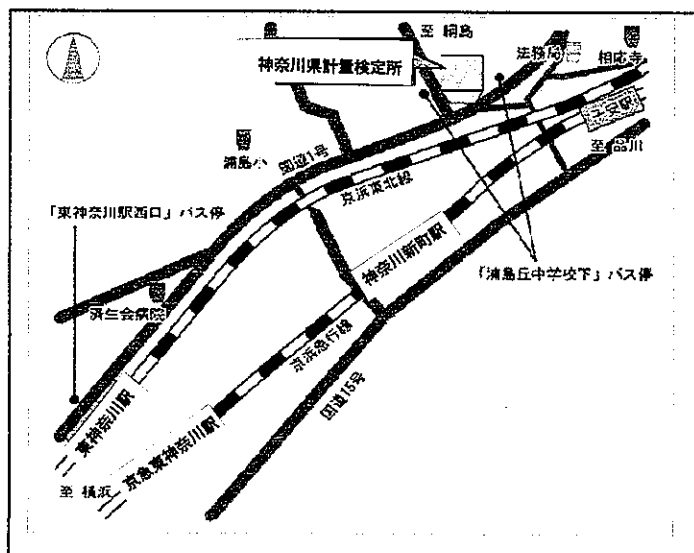 至 綱島
神奈川県計量検定所
法務局
相応寺
子安駅
至 品川
浦島小
国道1号
京浜東北線
「東神奈川駅西口」バス停
神奈川新町駅
「浦島丘中学校下」バス停
済生会病院
京浜急行線
国道15号
東神奈川駅
京急東神奈川駅
至 横浜